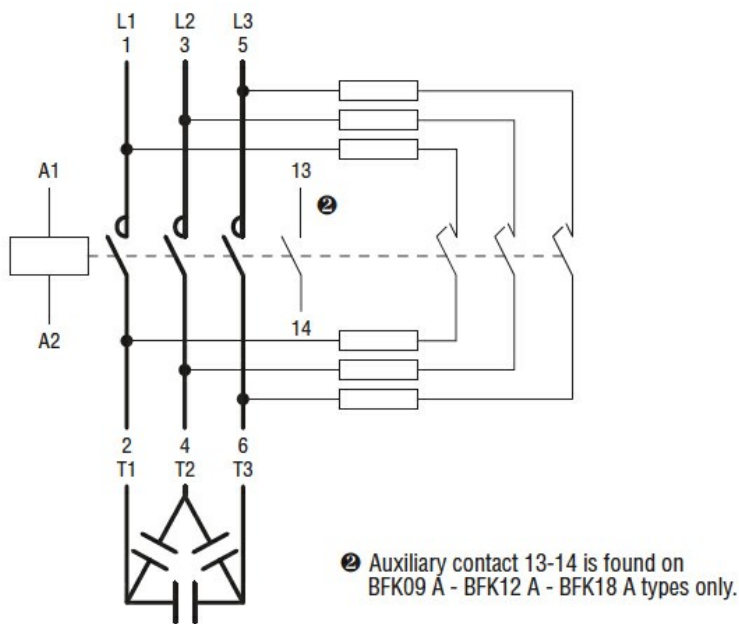 L1 L2 L3
1 3 5
A1
13
❷
14
A2
2 4 6
T1 T2 T3
❷ Auxiliary contact 13-14 is found on
BFK09 A - BFK12 A - BFK18 A types only.